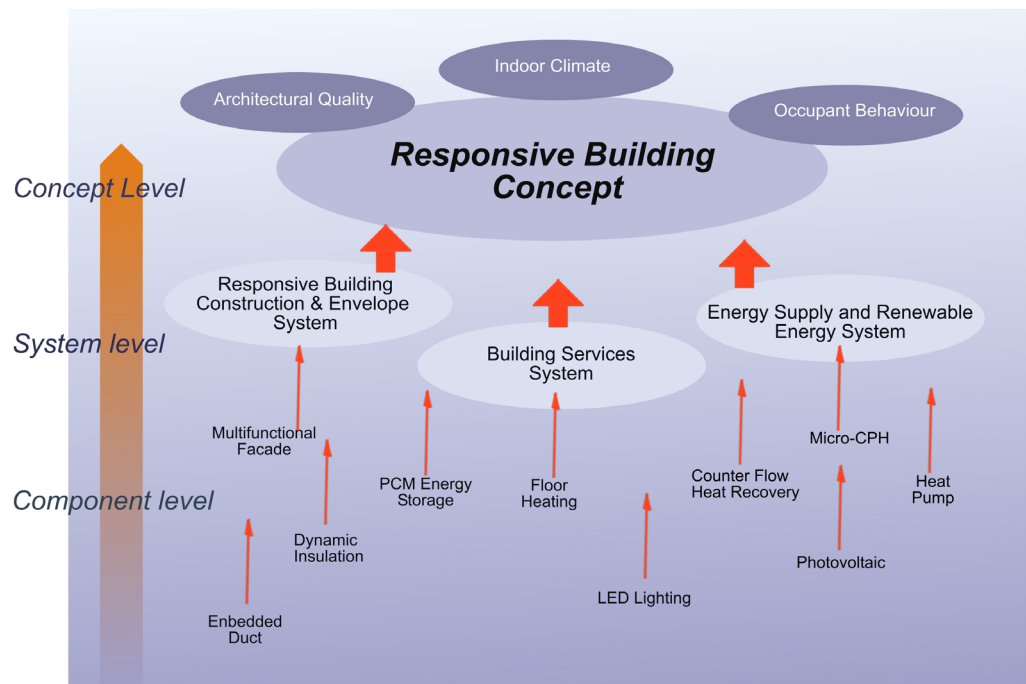 Indoor Climate
Architectural Quality
Occupant Behaviour
Responsive Building
Concept
Concept Level
Responsive Building
Construction & Envelope
System
Energy Supply and Renewable
Energy System
System level
Building Services
System
Multifunctional
Facade
Micro-CPH
PCM Energy
Storage
Floor
Heating
Counter Flow
Heat Recovery
Heat
Pump
Component level
Dynamic
Insulation
Photovoltaic
LED Lighting
Enbedded
Duct